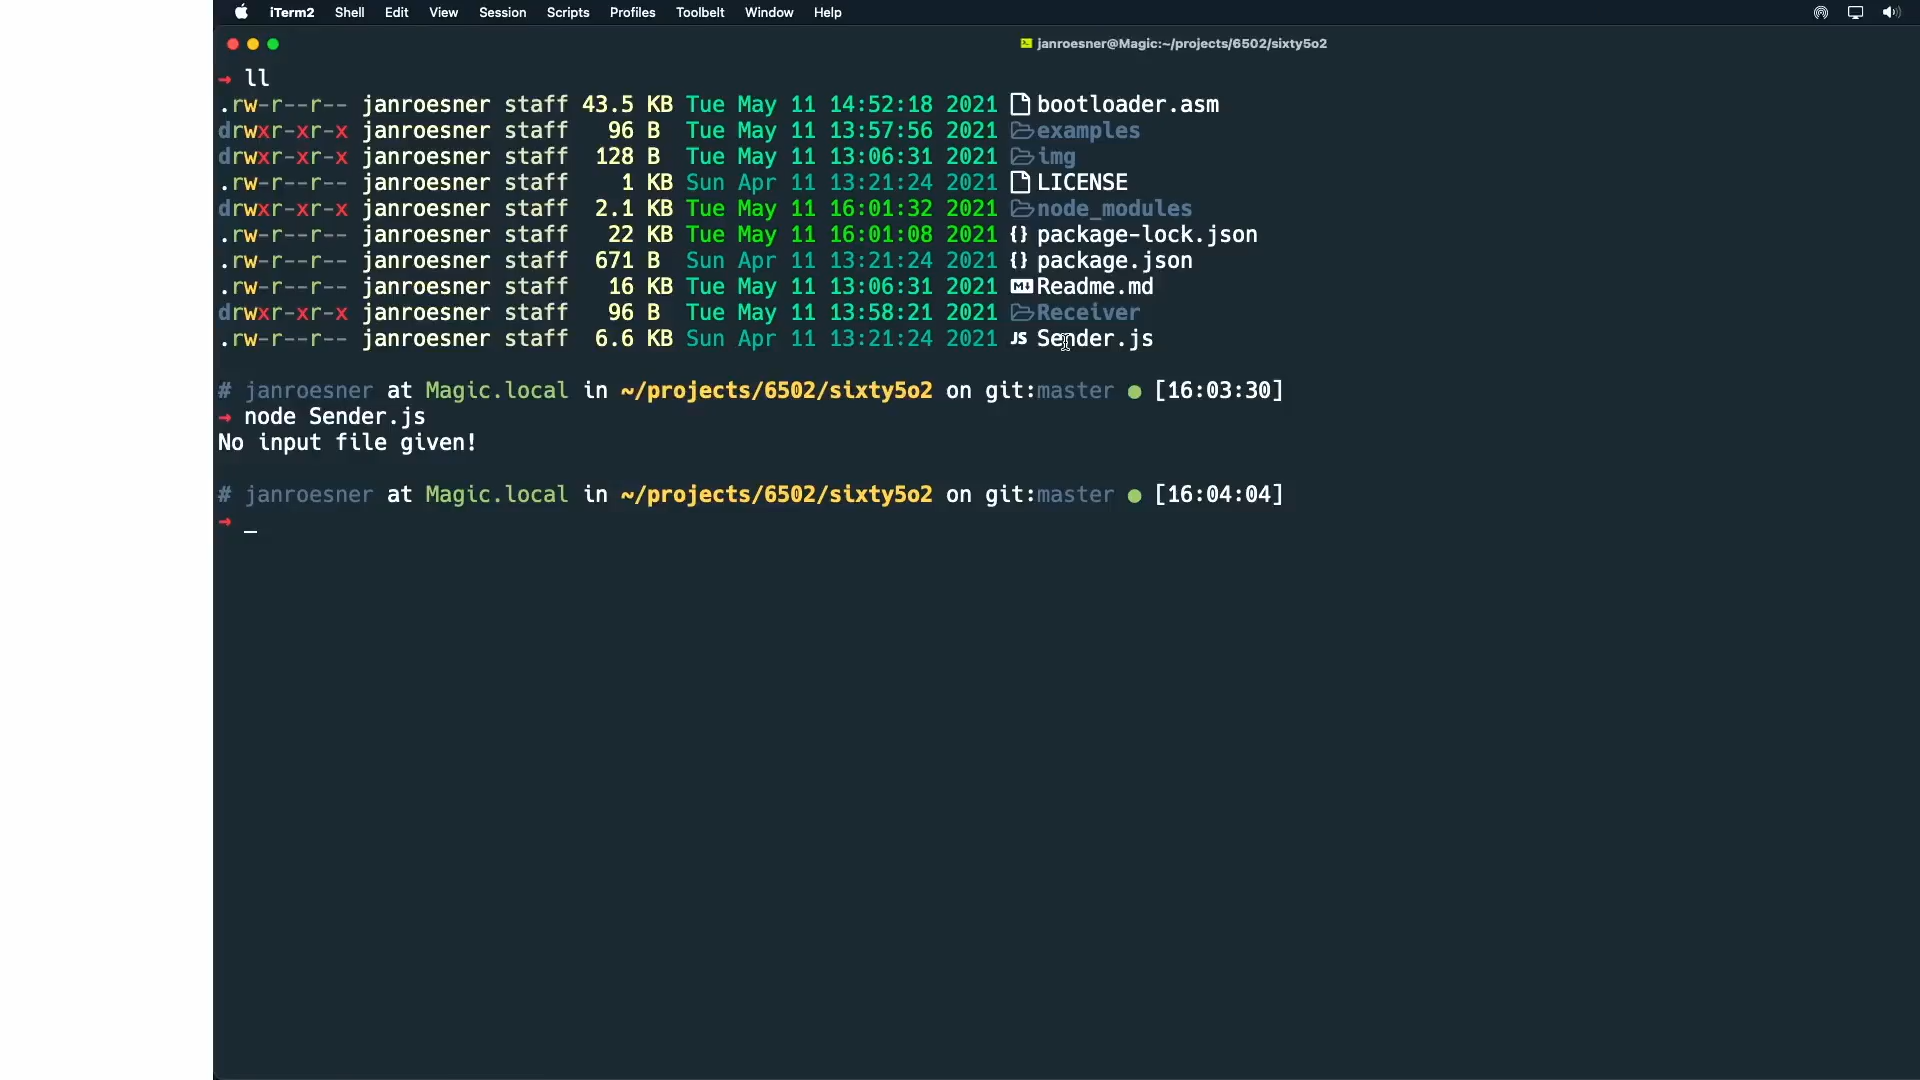 iTerm2 Shell Edit View Session Scripts Profiles Toolbelt Window Help
janroesner@Magic:~/projects/6502/sixty5o2
→ ll
.rw-r--r-- janroesner staff 43.5 KB Tue May 11 14:52:18 2021 bootloader.asm
drwxr-xr-x janroesner staff 96 B Tue May 11 13:57:56 2021 examples
drwxr-xr-x janroesner staff 128 B Tue May 11 13:06:31 2021 img
.rw-r--r-- janroesner staff 1 KB Sun Apr 11 13:21:24 2021 LICENSE
drwxr-xr-x janroesner staff 2.1 KB Tue May 11 16:01:32 2021 node_modules
.rw-r--r-- janroesner staff 22 KB Tue May 11 16:01:08 2021 {} package-lock.json
.rw-r--r-- janroesner staff 671 B Sun Apr 11 13:21:24 2021 {} package.json
.rw-r--r-- janroesner staff 16 KB Tue May 11 13:06:31 2021 Readme.md
drwxr-xr-x janroesner staff 96 B Tue May 11 13:58:21 2021 Receiver
.rw-r--r-- janroesner staff 6.6 KB Sun Apr 11 13:21:24 2021 JS Sender.js
# janroesner at Magic.local in ~/projects/6502/sixty5o2 on git:master ● [16:03:30]
→ node Sender.js
No input file given!
# janroesner at Magic.local in ~/projects/6502/sixty5o2 on git:master ● [16:04:04]
→ _